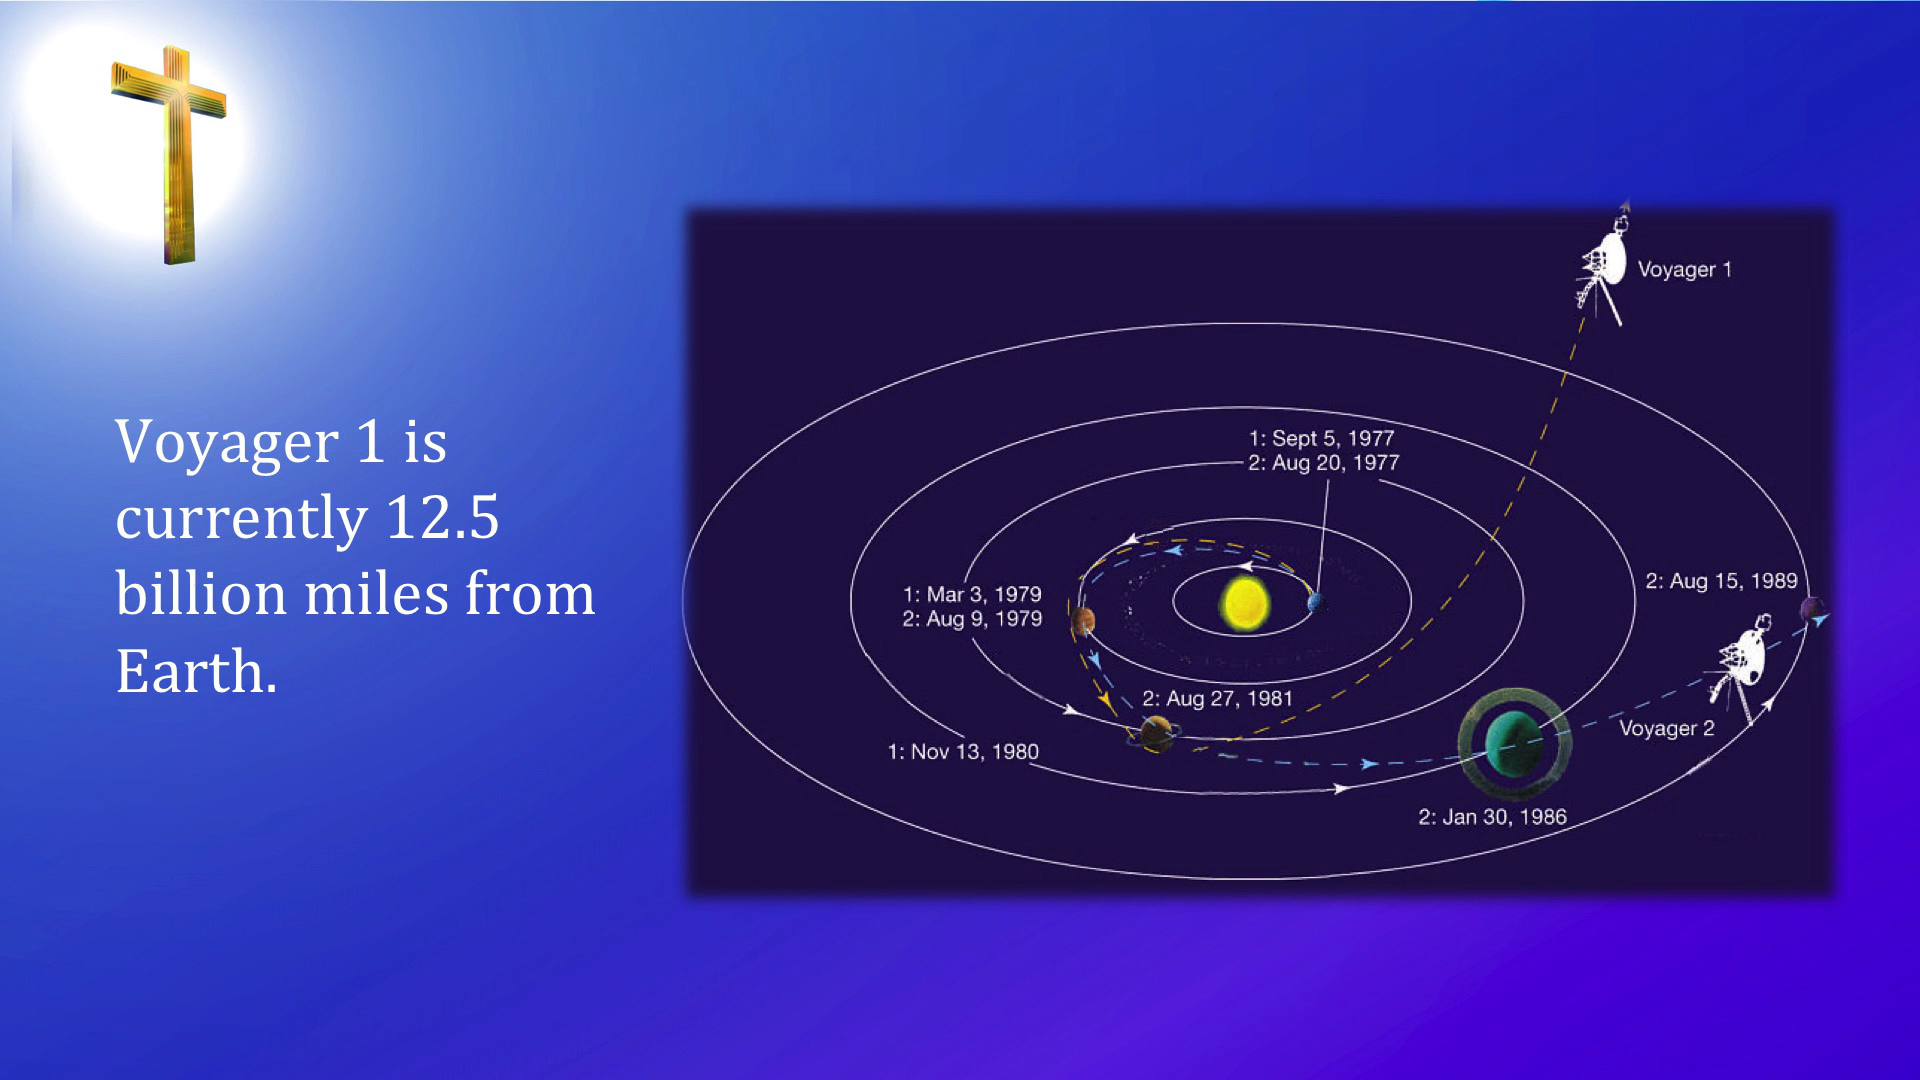 Voyager 1 is
currently 12.5
billion miles from
Earth.
Voyager 1
1: Sept 5, 1977
2: Aug 20, 1977
2: Aug 15, 1989
1: Mar 3, 1979
2: Aug 9, 1979
2: Aug 27, 1981
Voyager 2
1: Nov 13, 1980
2: Jan 30, 1986